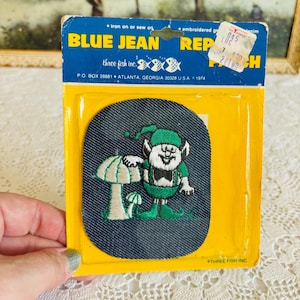 • iron on or sew on • embroidered
BLUE JEAN REP
PATCH
three fish inc.
P.O. BOX 28881 • ATLANTA, GEORGIA 30328 U.S.A. © 1974
©THREE FISH INC.